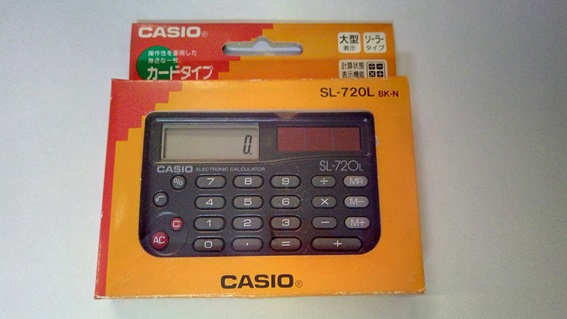 CASIO®
大型
表示
ソーラー
タイプ
操作性を重視した
身近な一枚。
カードタイプ
計算状態
表示機能
SL-720L BK-N
0.
CASIO ELECTRONIC CALCULATOR SL-720L
% 7 8 9 ÷ MR
√ 4 5 6 × M-
C 1 2 3 - M+
AC 0 · = +
CASIO®